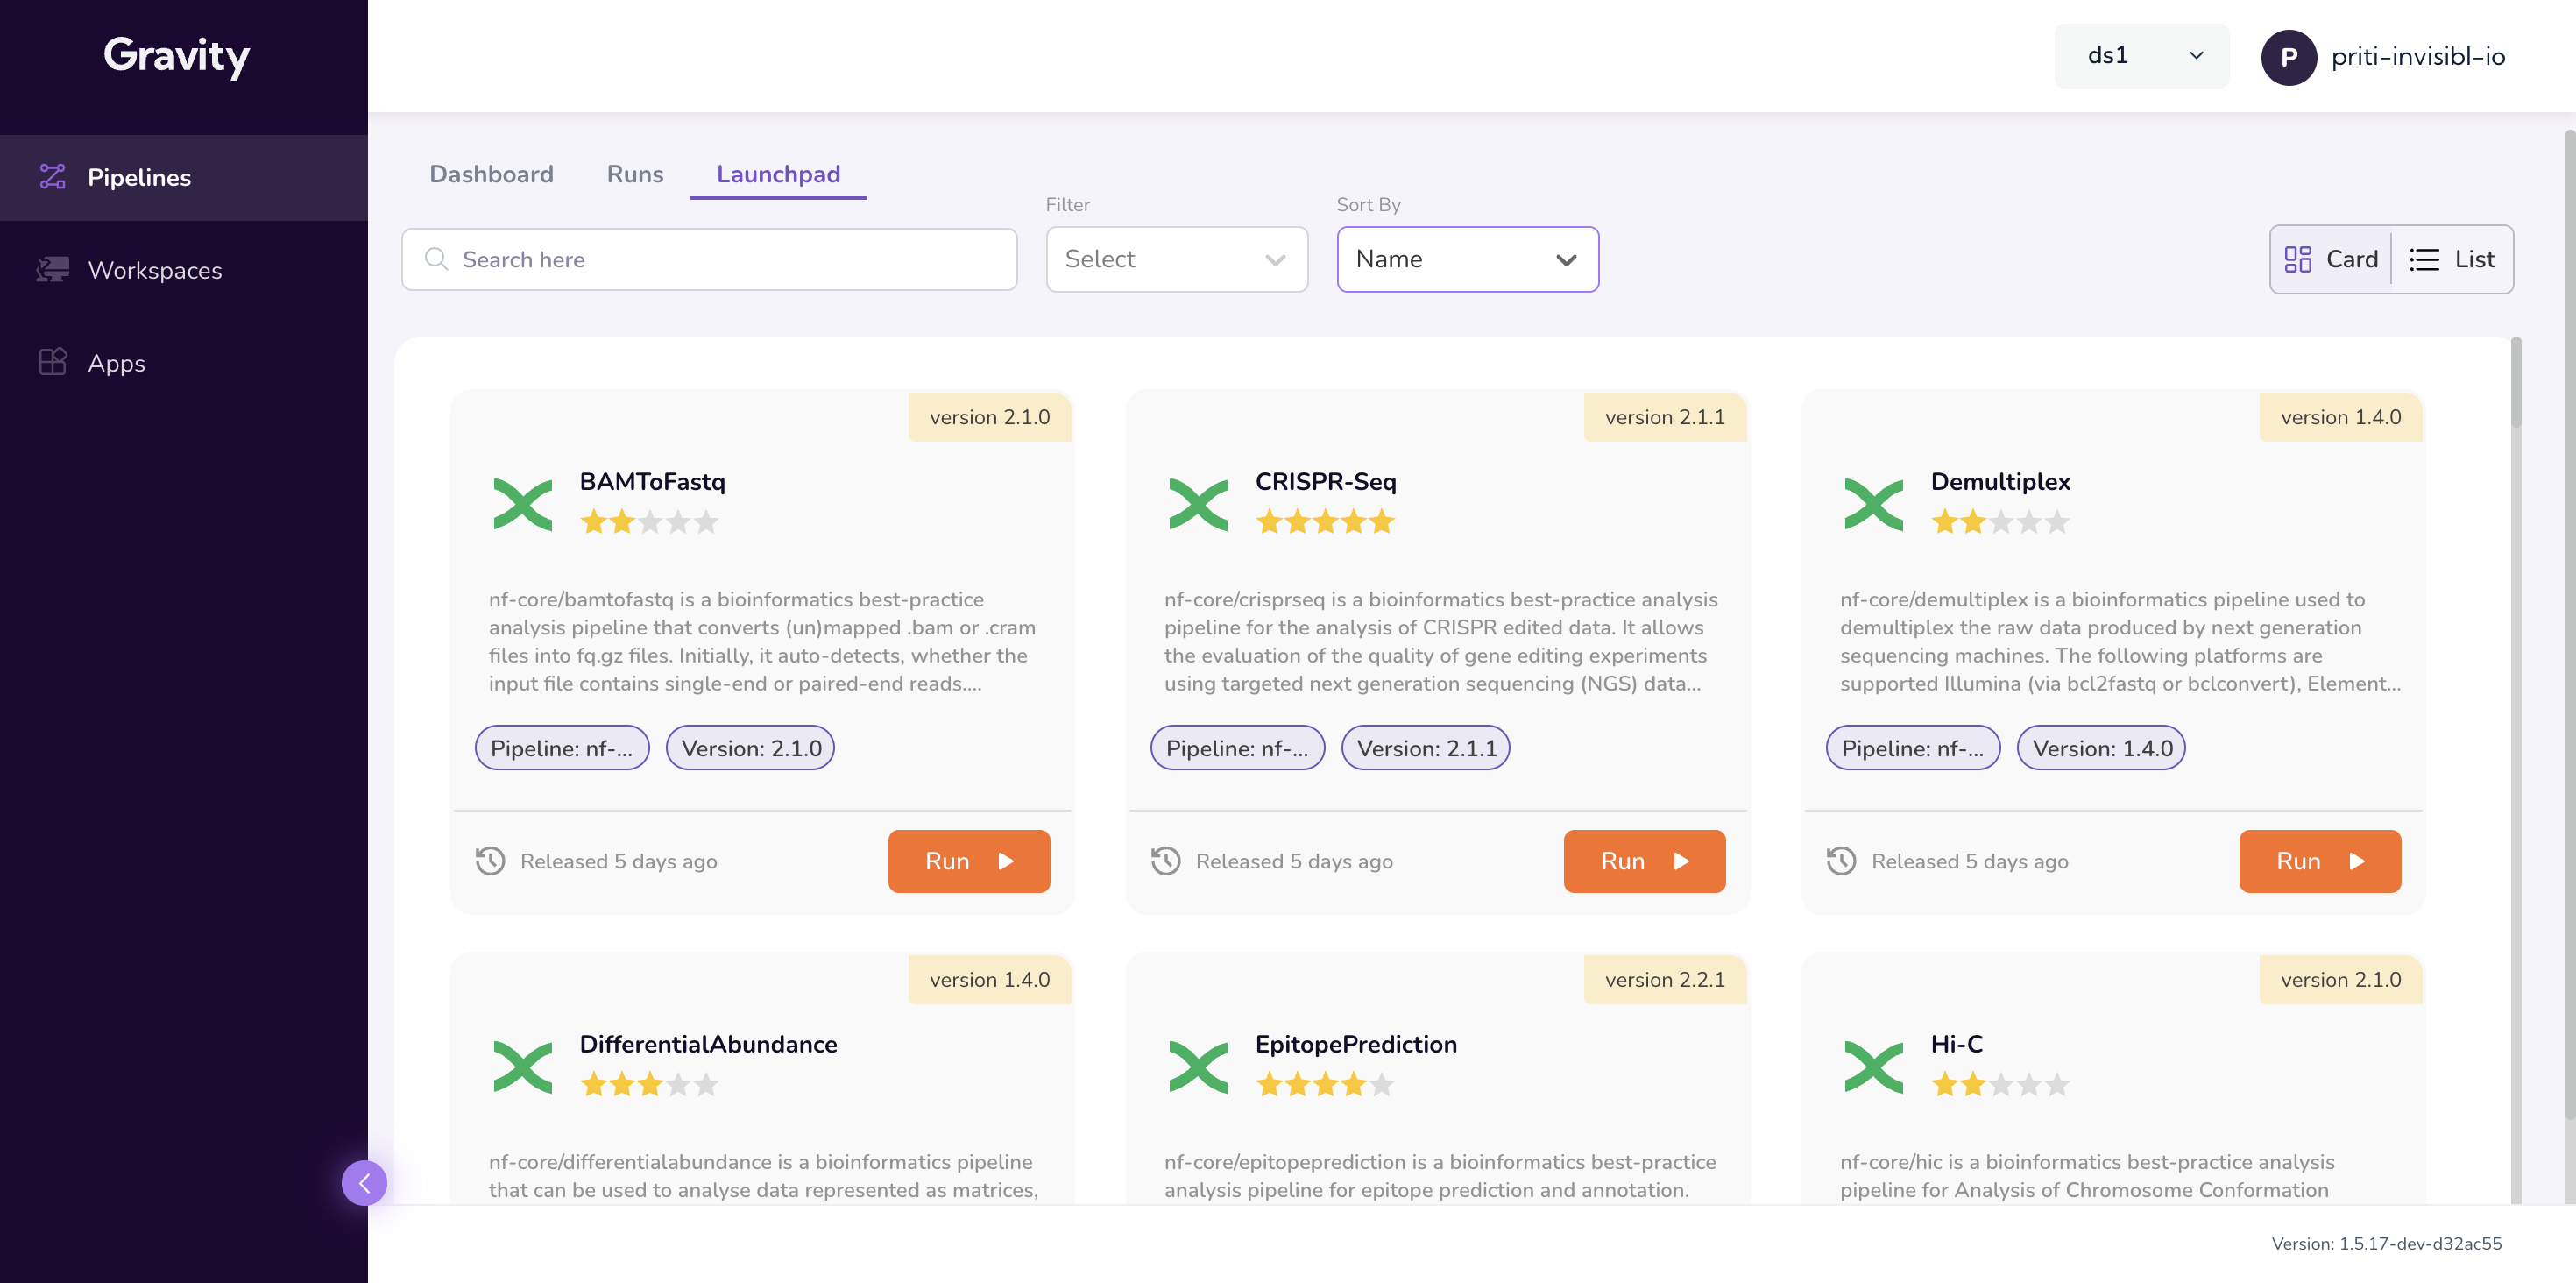 Gravity
ds1
P
priti-invisbl-io
Pipelines
Workspaces
Apps
Dashboard
Runs
Launchpad
Search here
Filter
Select
Sort By
Name
Card
List
version 2.1.0
BAMToFastq
nf-core/bamtofastq is a bioinformatics best-practice
analysis pipeline that converts (un)mapped .bam or .cram
files into fq.gz files. Initially, it auto-detects, whether the
input file contains single-end or paired-end reads....
Pipeline: nf-...
Version: 2.1.0
Released 5 days ago
Run
version 2.1.1
CRISPR-Seq
nf-core/crisprseq is a bioinformatics best-practice analysis
pipeline for the analysis of CRISPR edited data. It allows
the evaluation of the quality of gene editing experiments
using targeted next generation sequencing (NGS) data...
Pipeline: nf-...
Version: 2.1.1
Released 5 days ago
Run
version 1.4.0
Demultiplex
nf-core/demultiplex is a bioinformatics pipeline used to
demultiplex the raw data produced by next generation
sequencing machines. The following platforms are
supported Illumina (via bcl2fastq or bclconvert), Element...
Pipeline: nf-...
Version: 1.4.0
Released 5 days ago
Run
version 1.4.0
DifferentialAbundance
nf-core/differentialabundance is a bioinformatics pipeline
that can be used to analyse data represented as matrices,
version 2.2.1
EpitopePrediction
nf-core/epitopeprediction is a bioinformatics best-practice
analysis pipeline for epitope prediction and annotation.
version 2.1.0
Hi-C
nf-core/hic is a bioinformatics best-practice analysis
pipeline for Analysis of Chromosome Conformation
Version: 1.5.17-dev-d32ac55